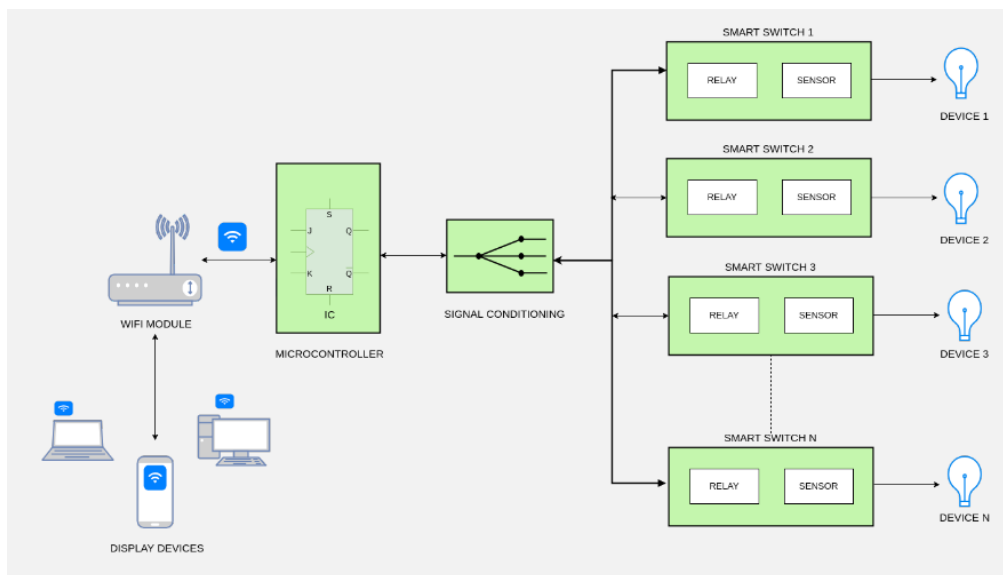 SMART SWITCH 1
RELAY
SENSOR
DEVICE 1
SMART SWITCH 2
RELAY
SENSOR
DEVICE 2
S
J
Q
K
Q̅
R
IC
MICROCONTROLLER
SIGNAL CONDITIONING
WIFI MODULE
SMART SWITCH 3
RELAY
SENSOR
DEVICE 3
SMART SWITCH N
RELAY
SENSOR
DEVICE N
DISPLAY DEVICES